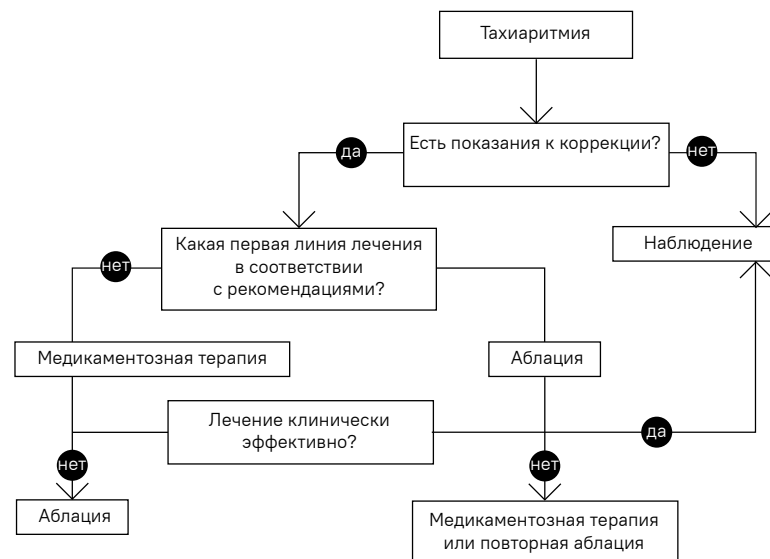 Тахиаритмия
Есть показания к коррекции?
да
нет
Какая первая линия лечения
в соответствии
с рекомендациями?
Наблюдение
нет
Медикаментозная терапия
Аблация
Лечение клинически
эффективно?
да
нет
нет
Аблация
Медикаментозная терапия
или повторная аблация